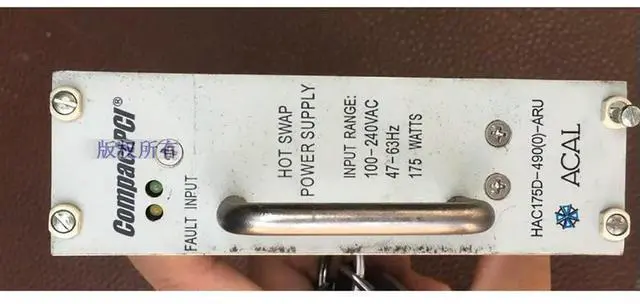 CompactPCI®
版权所有
FAULT INPUT
HOT SWAP
POWER SUPPLY
INPUT RANGE:
100-240VAC
47-63Hz
175 WATTS
HAC175D-490(0)-ARU
ACAL